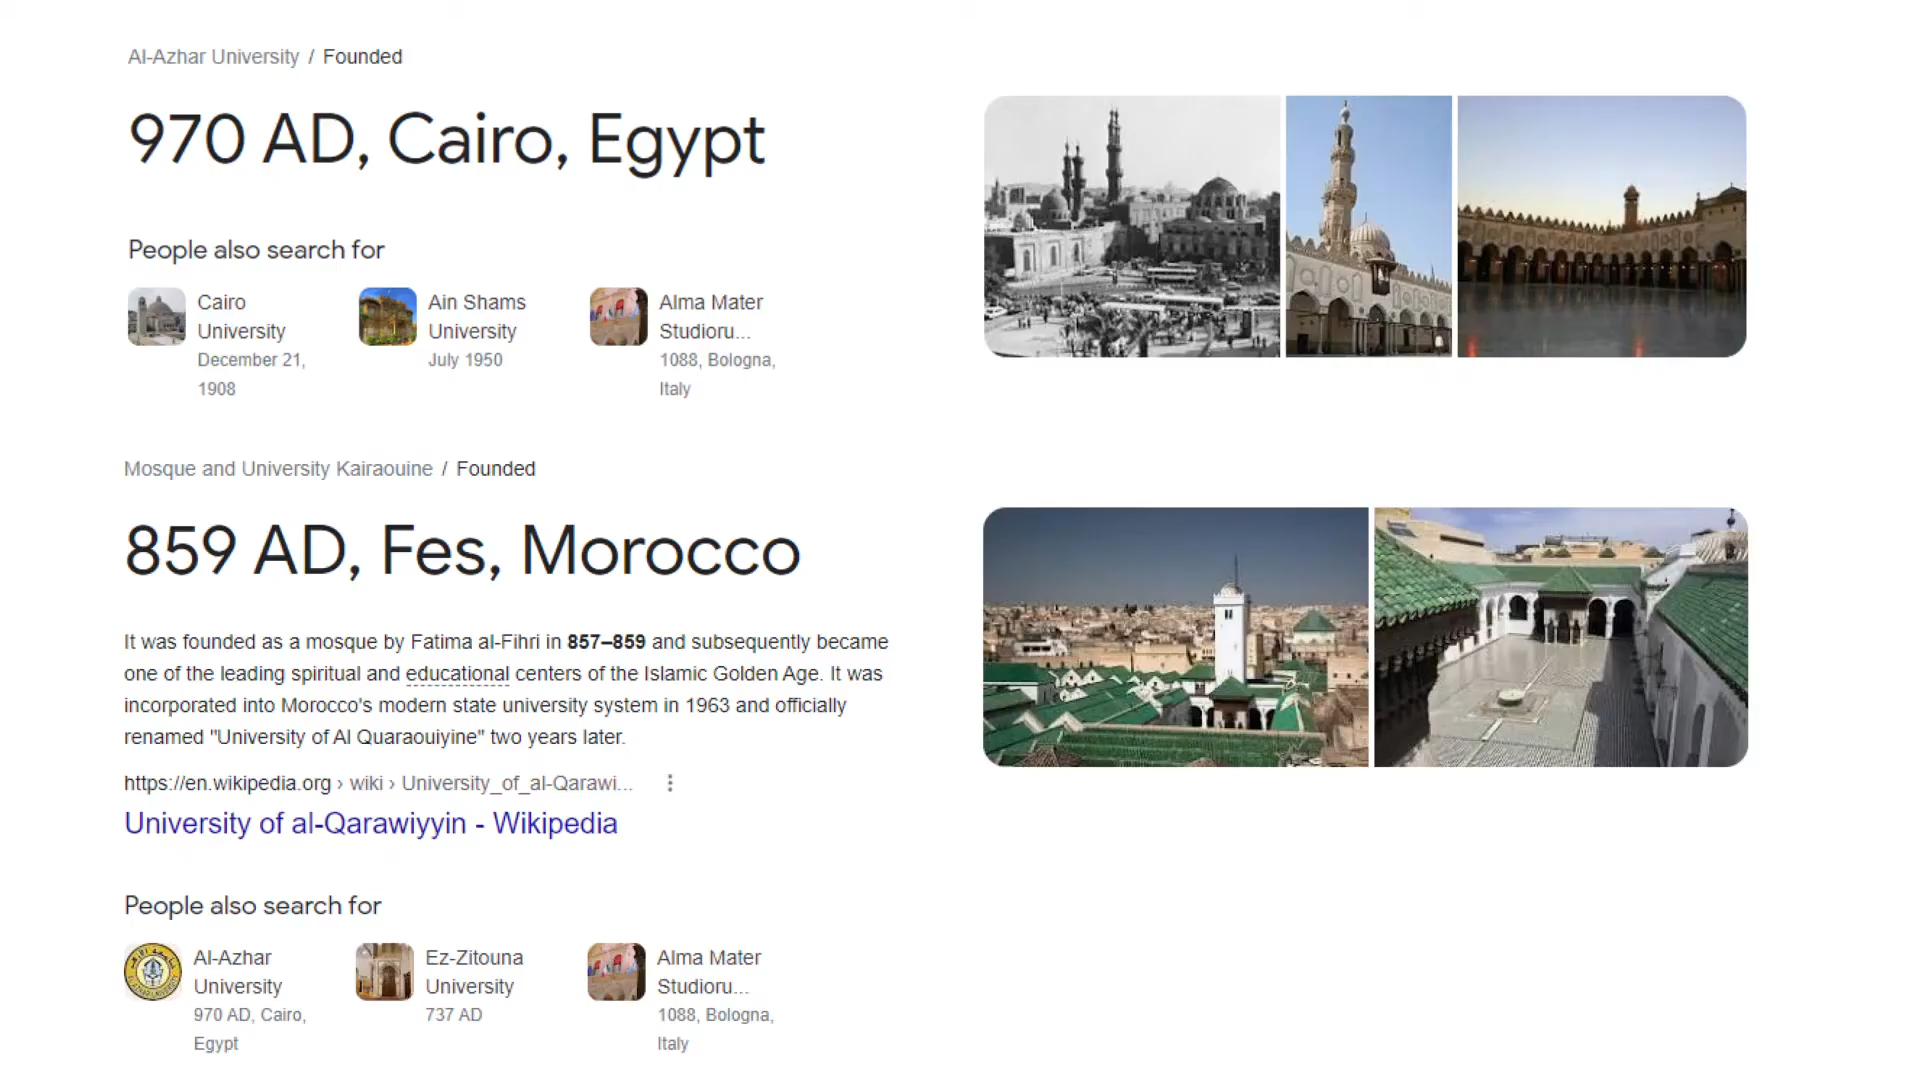 Al-Azhar University / Founded
970 AD, Cairo, Egypt
People also search for
Cairo
University
December 21,
1908
Ain Shams
University
July 1950
Alma Mater
Studioru...
1088, Bologna,
Italy
Mosque and University Kairaouine / Founded
859 AD, Fes, Morocco
It was founded as a mosque by Fatima al-Fihri in 857–859 and subsequently became
one of the leading spiritual and educational centers of the Islamic Golden Age. It was
incorporated into Morocco's modern state university system in 1963 and officially
renamed "University of Al Quaraouiyine" two years later.
https://en.wikipedia.org › wiki › University_of_al-Qarawi...
University of al-Qarawiyyin - Wikipedia
People also search for
Al-Azhar
University
970 AD, Cairo,
Egypt
Ez-Zitouna
University
737 AD
Alma Mater
Studioru...
1088, Bologna,
Italy